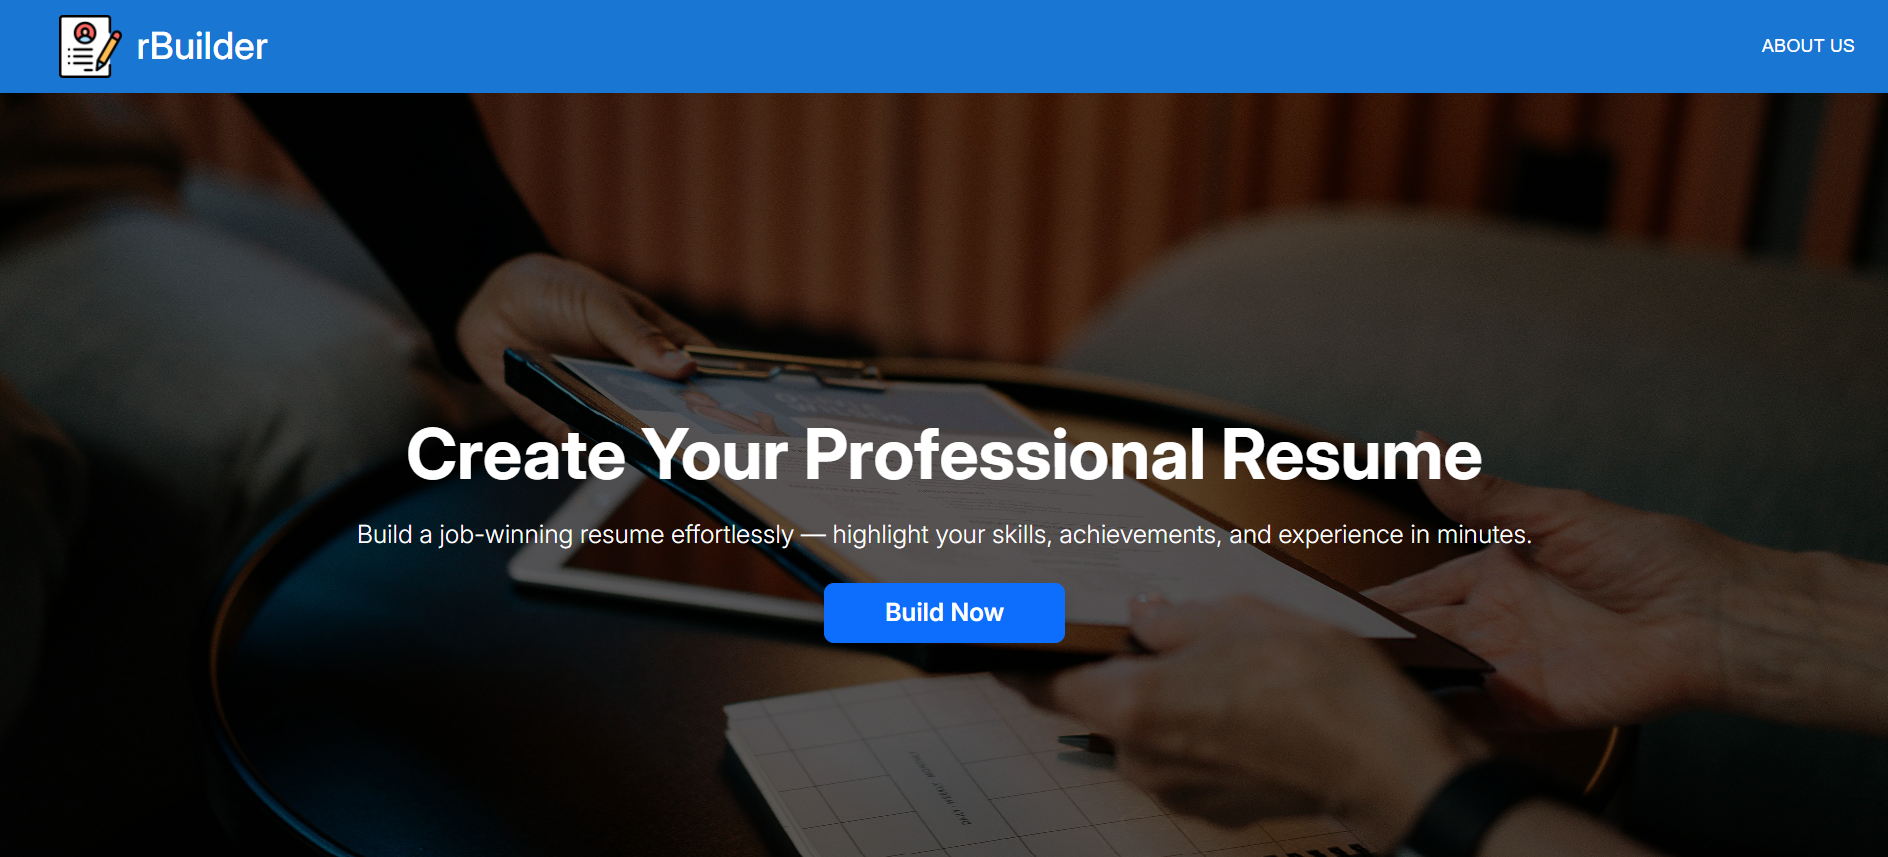 rBuilder
ABOUT US
Create Your Professional Resume
Build a job-winning resume effortlessly — highlight your skills, achievements, and experience in minutes.
Build Now